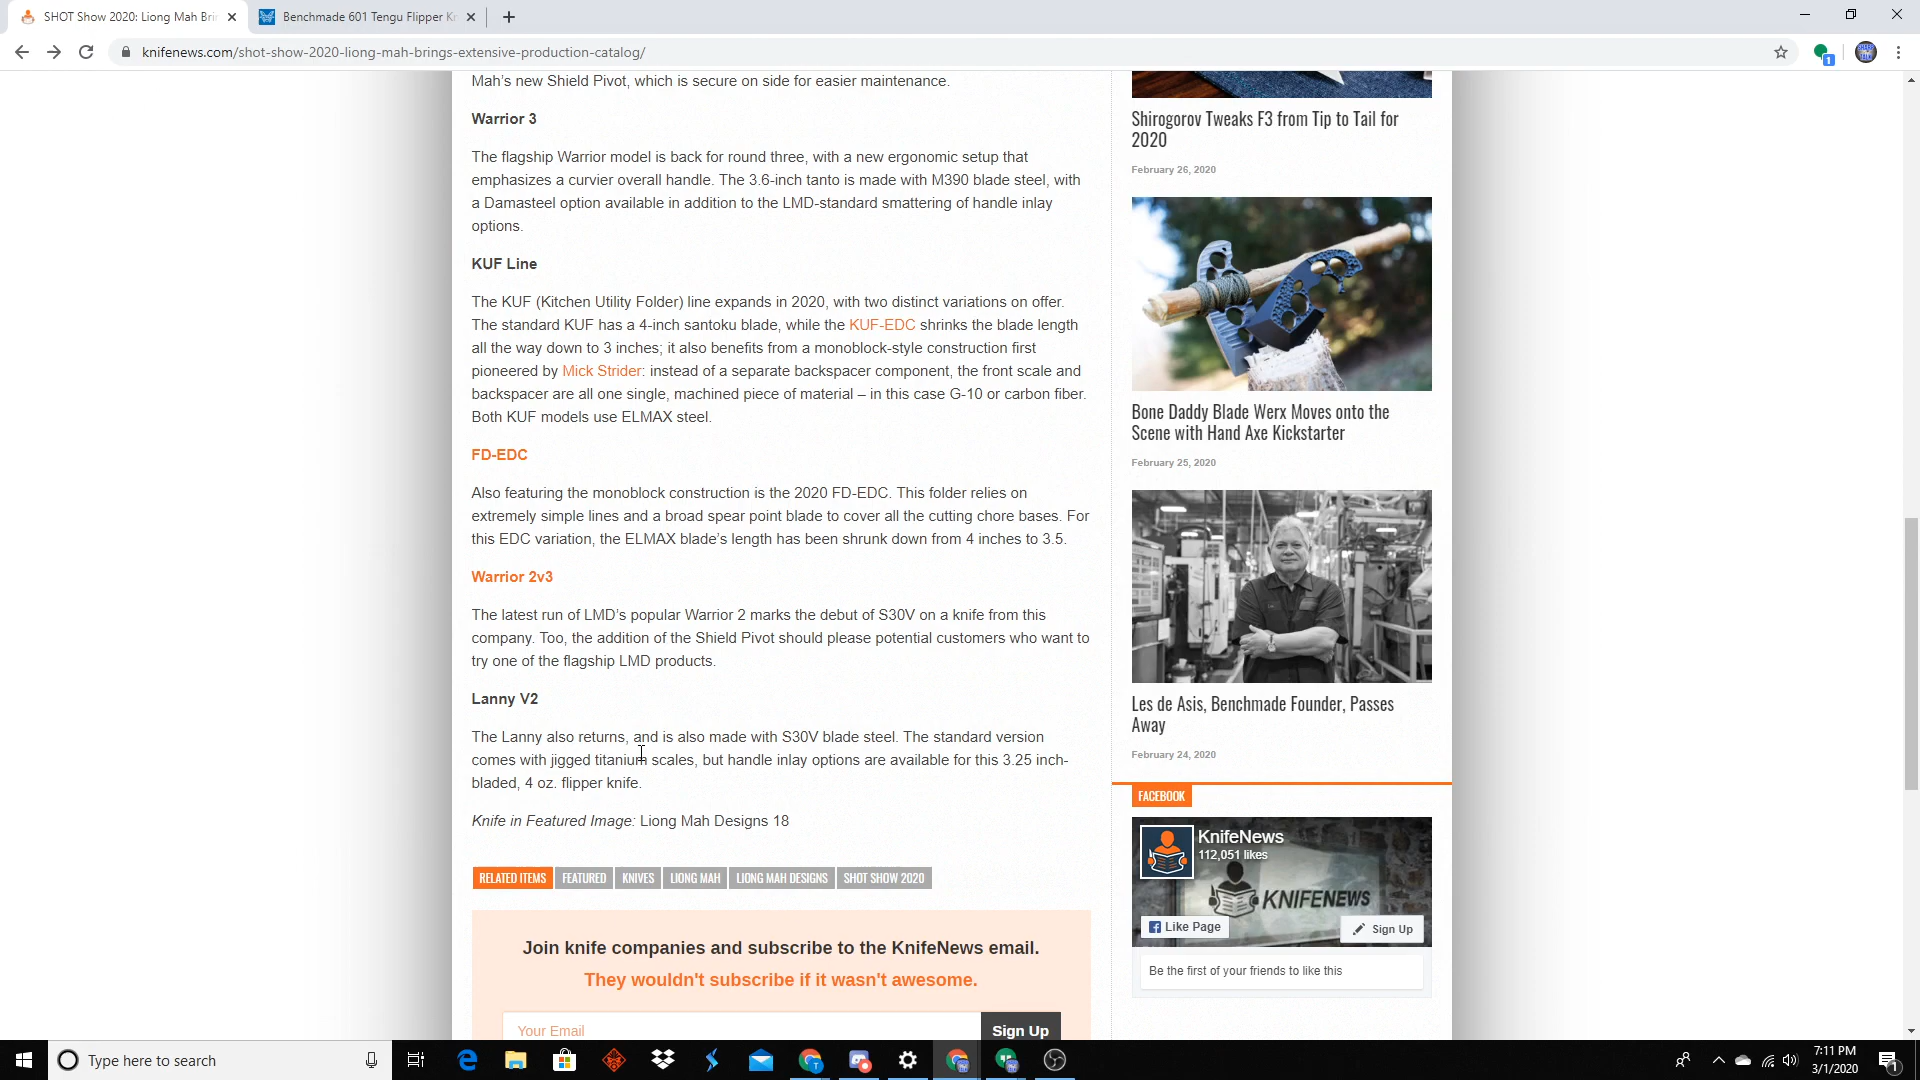 SHOT Show 2020: Liong Mah Bri
Benchmade 601 Tengu Flipper K
knifenews.com/shot-show-2020-liong-mah-brings-extensive-production-catalog/
1
Mah's new Shield Pivot, which is secure on side for easier maintenance.
Warrior 3
The flagship Warrior model is back for round three, with a new ergonomic setup that
emphasizes a curvier overall handle. The 3.6-inch tanto is made with M390 blade steel, with
a Damasteel option available in addition to the LMD-standard smattering of handle inlay
options.
KUF Line
The KUF (Kitchen Utility Folder) line expands in 2020, with two distinct variations on offer.
The standard KUF has a 4-inch santoku blade, while the KUF-EDC shrinks the blade length
all the way down to 3 inches; it also benefits from a monoblock-style construction first
pioneered by Mick Strider: instead of a separate backspacer component, the front scale and
backspacer are all one single, machined piece of material – in this case G-10 or carbon fiber.
Both KUF models use ELMAX steel.
FD-EDC
Also featuring the monoblock construction is the 2020 FD-EDC. This folder relies on
extremely simple lines and a broad spear point blade to cover all the cutting chore bases. For
this EDC variation, the ELMAX blade's length has been shrunk down from 4 inches to 3.5.
Warrior 2v3
The latest run of LMD's popular Warrior 2 marks the debut of S30V on a knife from this
company. Too, the addition of the Shield Pivot should please potential customers who want to
try one of the flagship LMD products.
Lanny V2
The Lanny also returns, and is also made with S30V blade steel. The standard version
comes with jigged titanium scales, but handle inlay options are available for this 3.25 inch-
bladed, 4 oz. flipper knife.
Knife in Featured Image: Liong Mah Designs 18
RELATED ITEMS FEATURED KNIVES LIONG MAH LIONG MAH DESIGNS SHOT SHOW 2020
Join knife companies and subscribe to the KnifeNews email.
They wouldn't subscribe if it wasn't awesome.
Your Email
Sign Up
Shirogorov Tweaks F3 from Tip to Tail for
2020
February 26, 2020
Bone Daddy Blade Werx Moves onto the
Scene with Hand Axe Kickstarter
February 25, 2020
Les de Asis, Benchmade Founder, Passes
Away
February 24, 2020
FACEBOOK
KnifeNews
112,051 likes
KNIFENEWS
Like Page
Sign Up
Be the first of your friends to like this
Type here to search
7:11 PM
3/1/2020
1